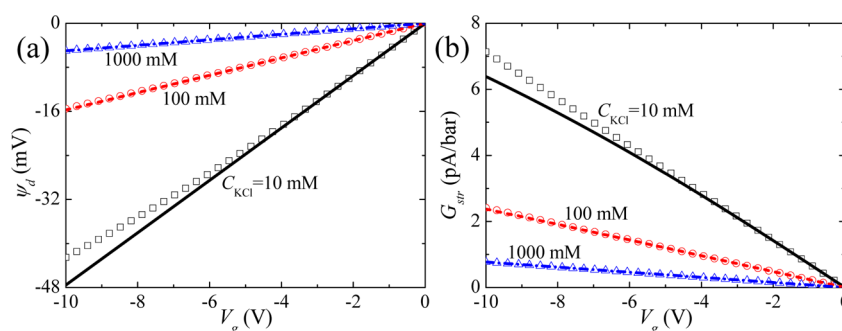 (a)
0
-16
-32
-48
ψd (mV)
1000 mM
100 mM
CKCl=10 mM
-10 -8 -6 -4 -2 0
Vg (V)
(b)
8
6
4
2
0
Gstr (pA/bar)
CKCl=10 mM
100 mM
1000 mM
-10 -8 -6 -4 -2 0
Vg (V)